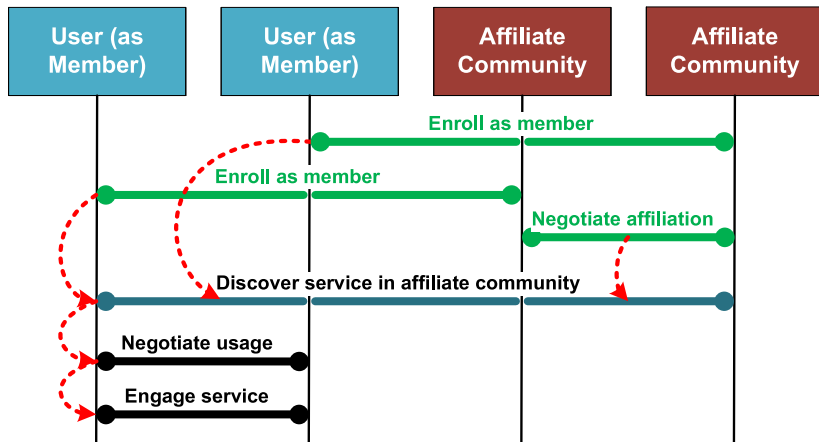 User (as
Member)
User (as
Member)
Affiliate
Community
Affiliate
Community
Enroll as member
Enroll as member
Negotiate affiliation
Discover service in affiliate community
Negotiate usage
Engage service